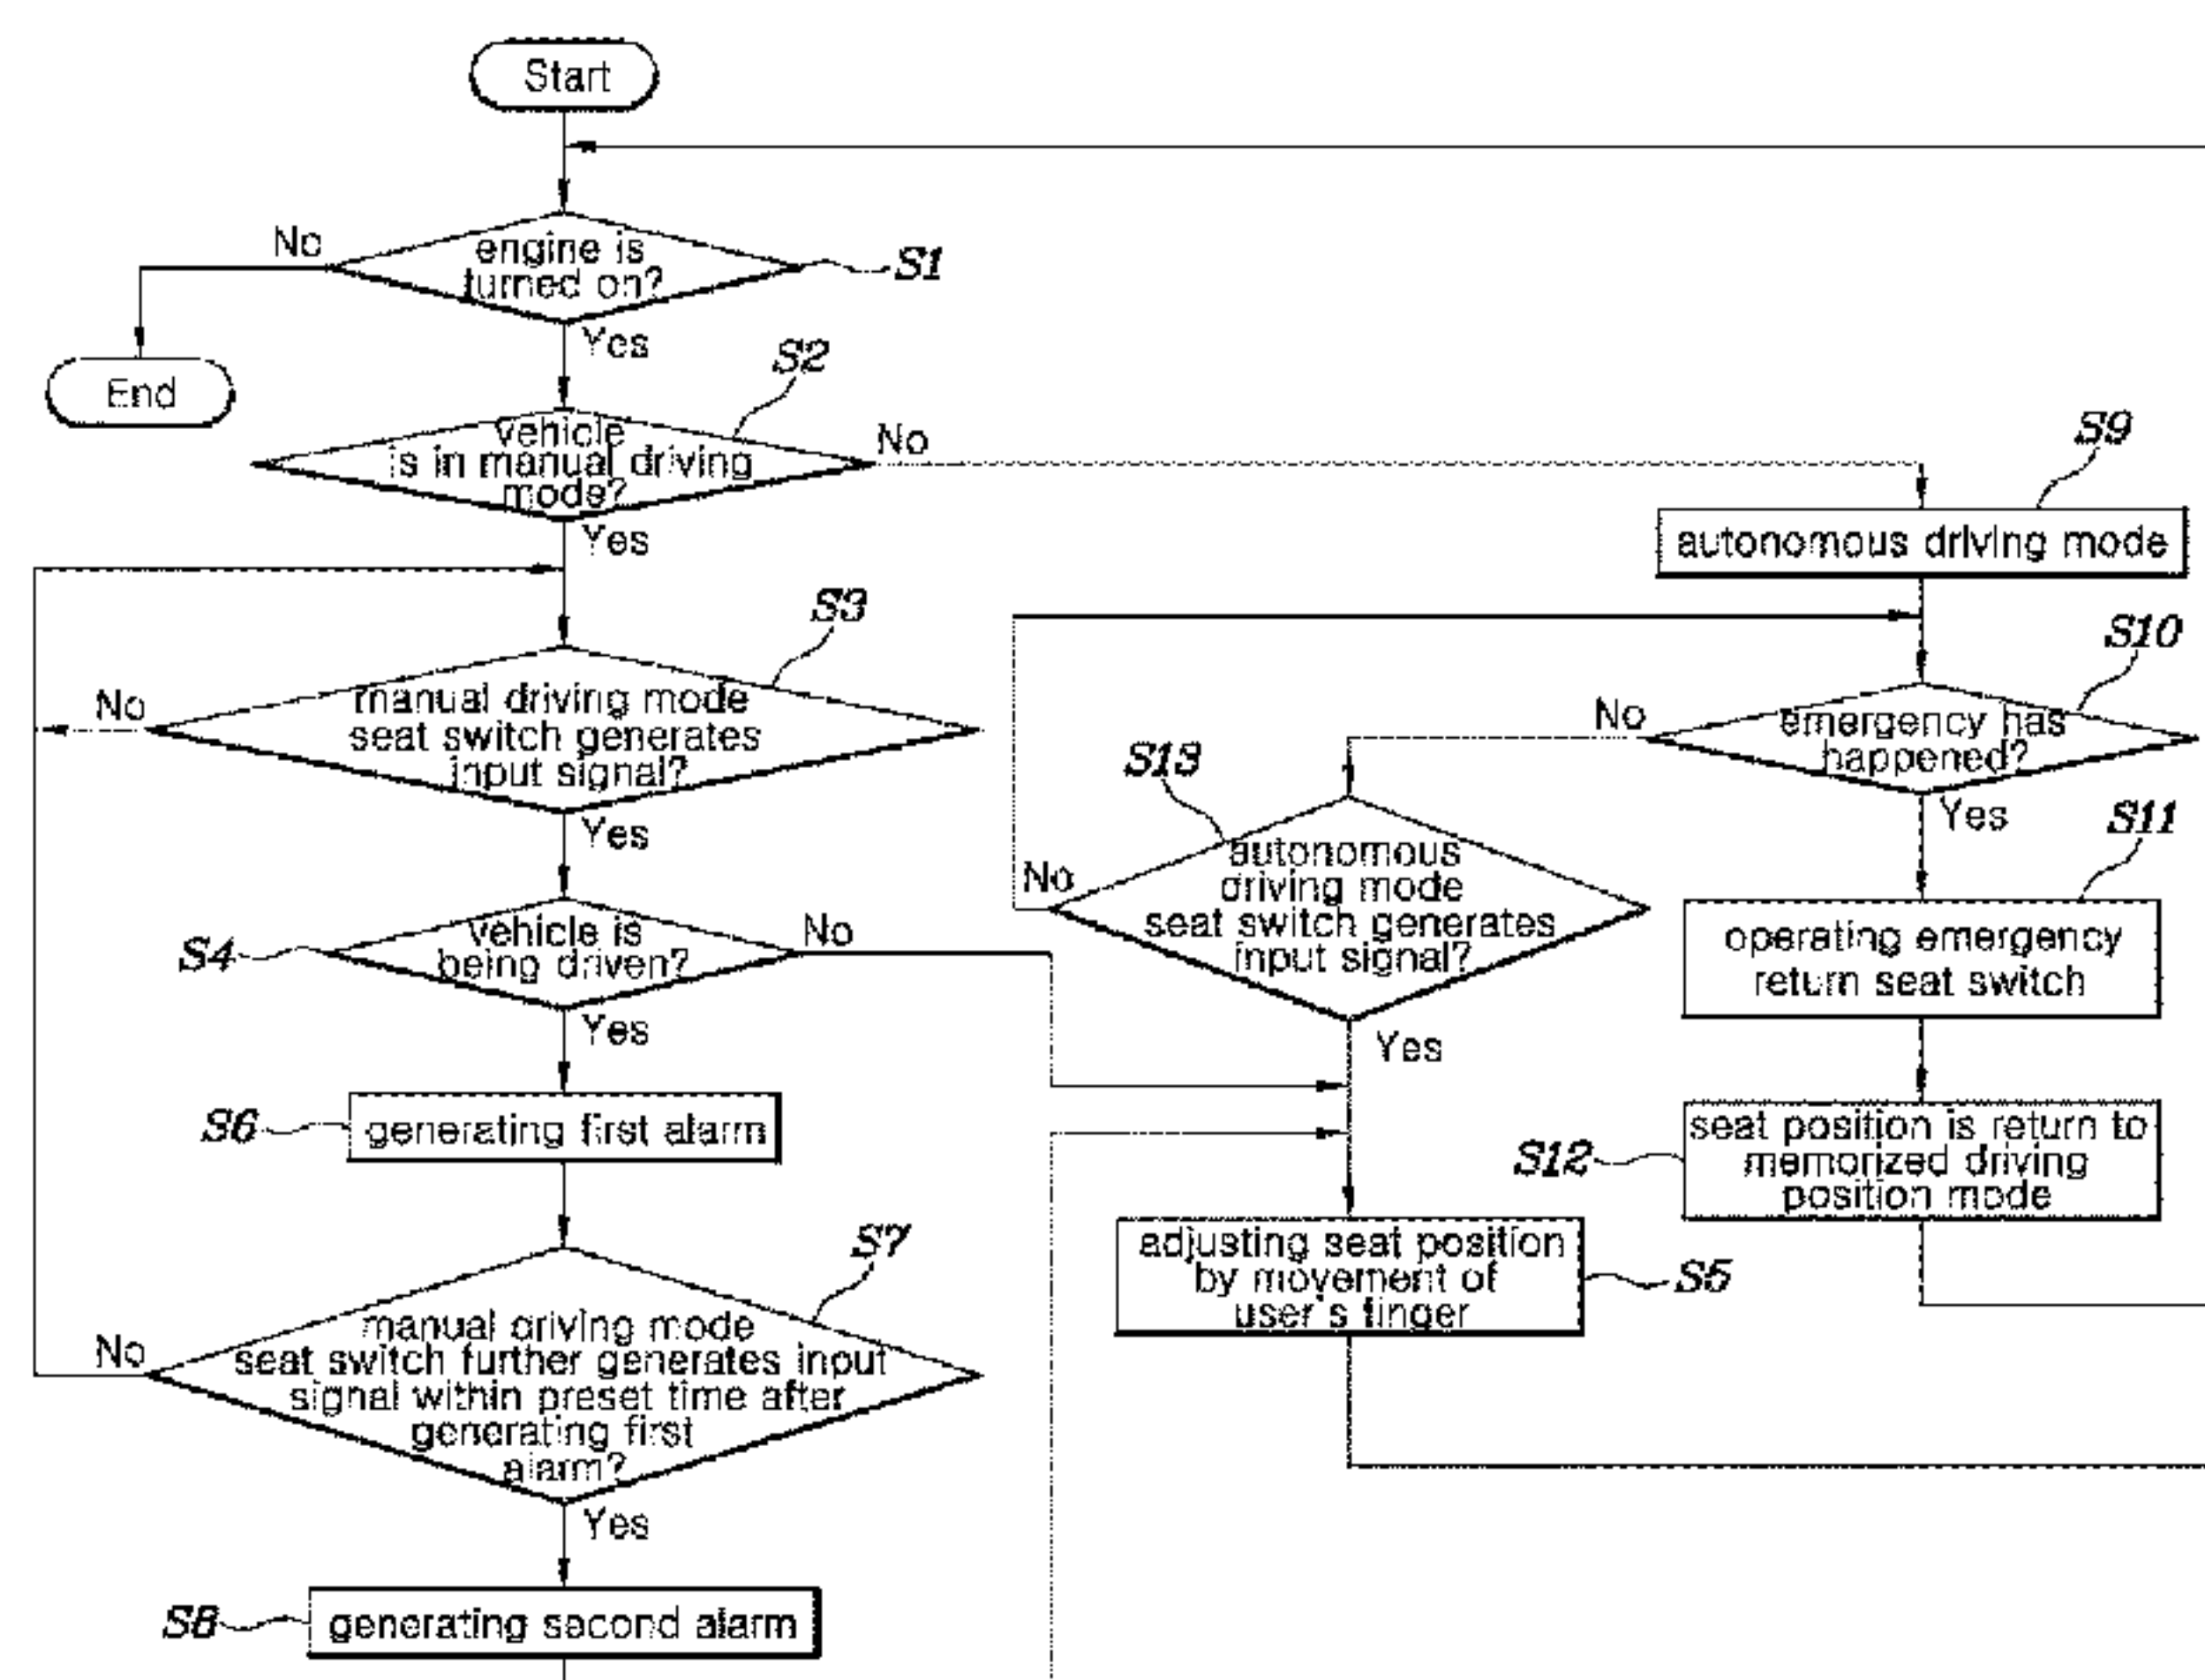 Start
No
engine is
turned on?
S1
Yes
End
S2
vehicle
is in manual driving
mode?
No
Yes
S9
autonomous driving mode
S3
manual driving mode
seat switch generates
input signal?
No
Yes
S10
emergency has
happened?
No
Yes
S13
autonomous
driving mode
seat switch generates
input signal?
No
Yes
S11
operating emergency
return seat switch
S4
vehicle is
being driven?
No
Yes
S6
generating first alarm
S12
seat position is return to
memorized driving
position mode
adjusting seat position
by movement of
user's finger
S5
S7
manual driving mode
seat switch further generates input
signal within preset time after
generating first
alarm?
No
Yes
S8
generating second alarm